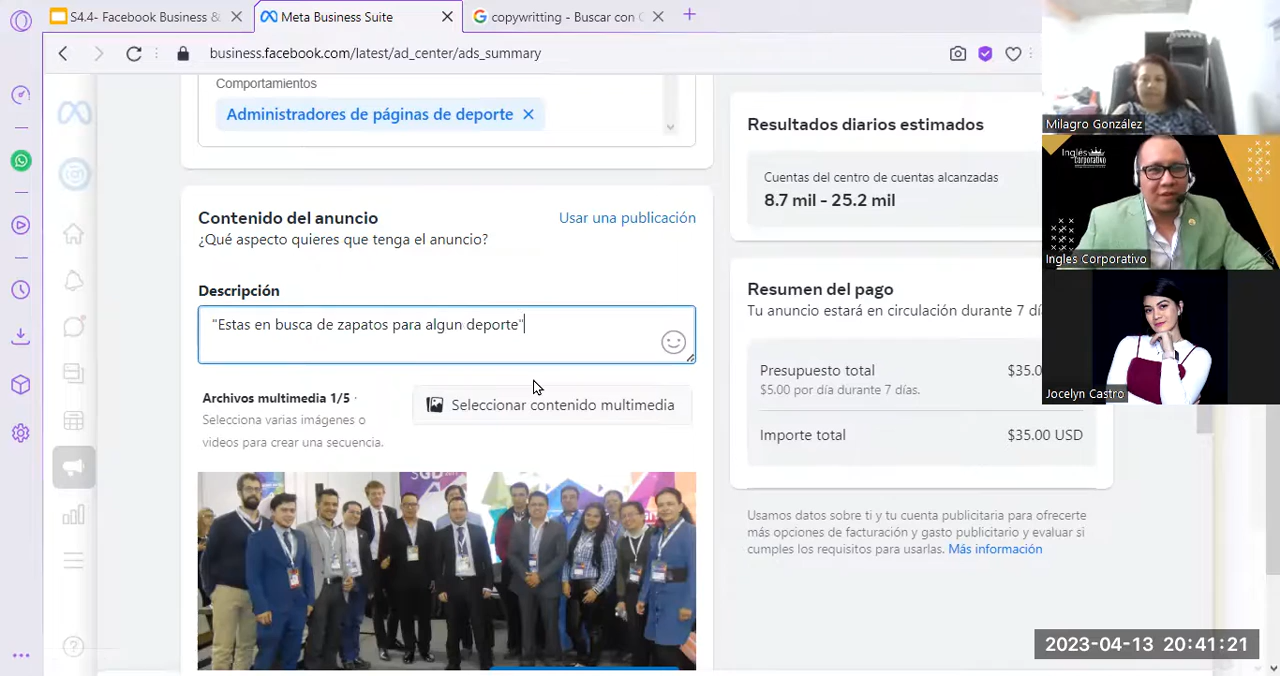 S4.4- Facebook Business &
Meta Business Suite
copywritting - Buscar con G
business.facebook.com/latest/ad_center/ads_summary
Comportamientos
Administradores de páginas de deporte
Contenido del anuncio
Usar una publicación
¿Qué aspecto quieres que tenga el anuncio?
Descripción
"Estas en busca de zapatos para algun deporte"
Archivos multimedia 1/5 ·
Selecciona varias imágenes o
videos para crear una secuencia.
Seleccionar contenido multimedia
Resultados diarios estimados
Cuentas del centro de cuentas alcanzadas
8.7 mil - 25.2 mil
Resumen del pago
Tu anuncio estará en circulación durante 7
Presupuesto total
$35.0
$5.00 por día durante 7 días.
Importe total
$35.00 USD
Usamos datos sobre ti y tu cuenta publicitaria para ofrecerte
más opciones de facturación y gasto publicitario y evaluar si
cumples los requisitos para usarlas. Más información
Milagro González
Inglés
Corporativo
Ingles Corporativo
Jocelyn Castro
2023-04-13 20:41:21